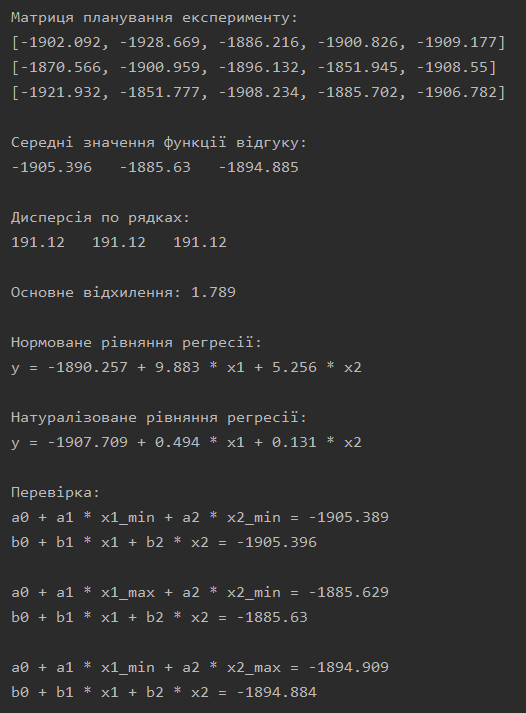 Матриця планування експерименту:
[-1902.092, -1928.669, -1886.216, -1900.826, -1909.177]
[-1870.566, -1900.959, -1896.132, -1851.945, -1908.55]
[-1921.932, -1851.777, -1908.234, -1885.702, -1906.782]
Середні значення функції відгуку:
-1905.396   -1885.63   -1894.885
Дисперсія по рядках:
191.12   191.12   191.12
Основне відхилення: 1.789
Нормоване рівняння регресії:
y = -1890.257 + 9.883 * x1 + 5.256 * x2
Натуралізоване рівняння регресії:
y = -1907.709 + 0.494 * x1 + 0.131 * x2
Перевірка:
a0 + a1 * x1_min + a2 * x2_min = -1905.389
b0 + b1 * x1 + b2 * x2 = -1905.396
a0 + a1 * x1_max + a2 * x2_min = -1885.629
b0 + b1 * x1 + b2 * x2 = -1885.63
a0 + a1 * x1_min + a2 * x2_max = -1894.909
b0 + b1 * x1 + b2 * x2 = -1894.884